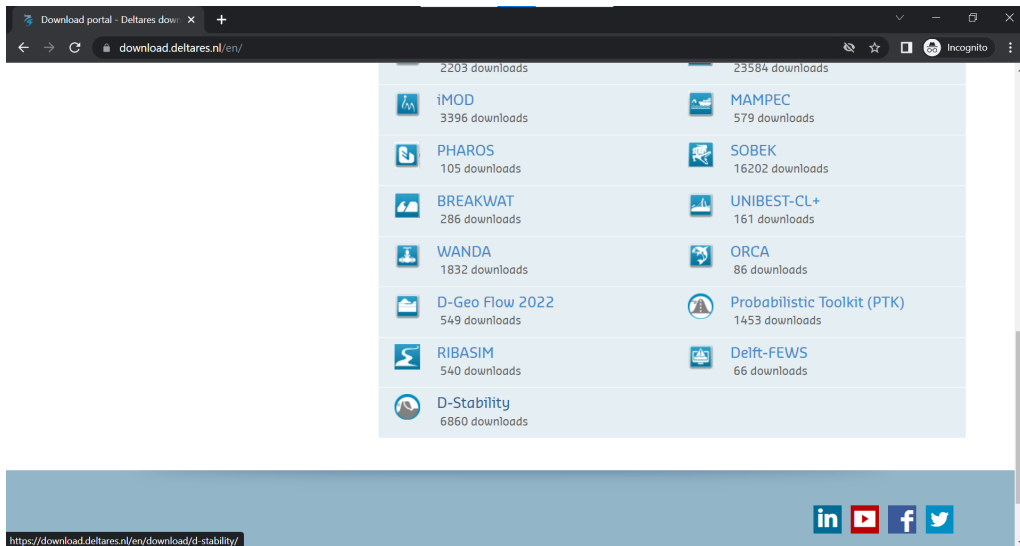 Download portal - Deltares down
download.deltares.nl/en/
Incognito
2203 downloads
23584 downloads
iMOD
3396 downloads
MAMPEC
579 downloads
PHAROS
105 downloads
SOBEK
16202 downloads
BREAKWAT
286 downloads
UNIBEST-CL+
161 downloads
WANDA
1832 downloads
ORCA
86 downloads
D-Geo Flow 2022
549 downloads
Probabilistic Toolkit (PTK)
1453 downloads
RIBASIM
540 downloads
Delft-FEWS
66 downloads
D-Stability
6860 downloads
in
f
https://download.deltares.nl/en/download/d-stability/